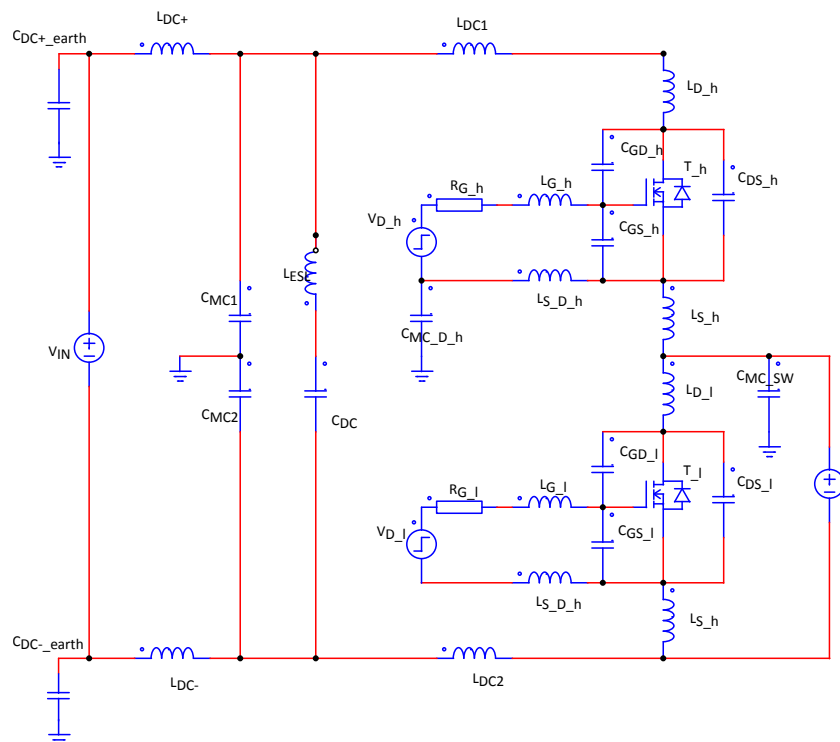 LDC+
LDC1
CDC+_earth
LD_h
CGD_h
T_h
CDS_h
RG_h
LG_h
VD_h
CGS_h
LESL
LS_D_h
CMC1
LS_h
CMC_D_h
VIN
CMC_SW
LD_l
CMC2
CDC
CGD_l
T_l
CDS_l
RG_l
LG_l
VD_l
CGS_l
LS_D_h
LS_h
CDC-_earth
LDC-
LDC2